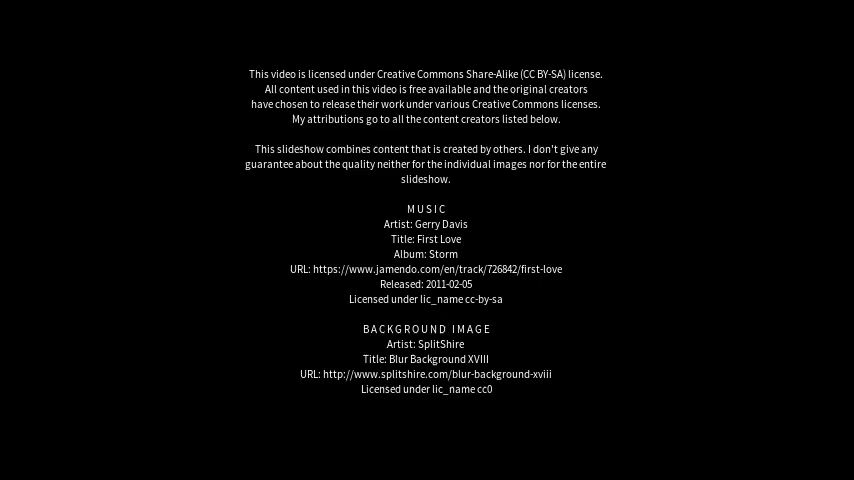 This video is licensed under Creative Commons Share-Alike (CC BY-SA) license.
All content used in this video is free available and the original creators
have chosen to release their work under various Creative Commons licenses.
My attributions go to all the content creators listed below.
This slideshow combines content that is created by others. I don't give any
guarantee about the quality neither for the individual images nor for the entire
slideshow.
MUSIC
Artist: Gerry Davis
Title: First Love
Album: Storm
URL: https://www.jamendo.com/en/track/726842/first-love
Released: 2011-02-05
Licensed under lic_name cc-by-sa
BACKGROUND IMAGE
Artist: SplitShire
Title: Blur Background XVIII
URL: http://www.splitshire.com/blur-background-xviii
Licensed under lic_name cc0